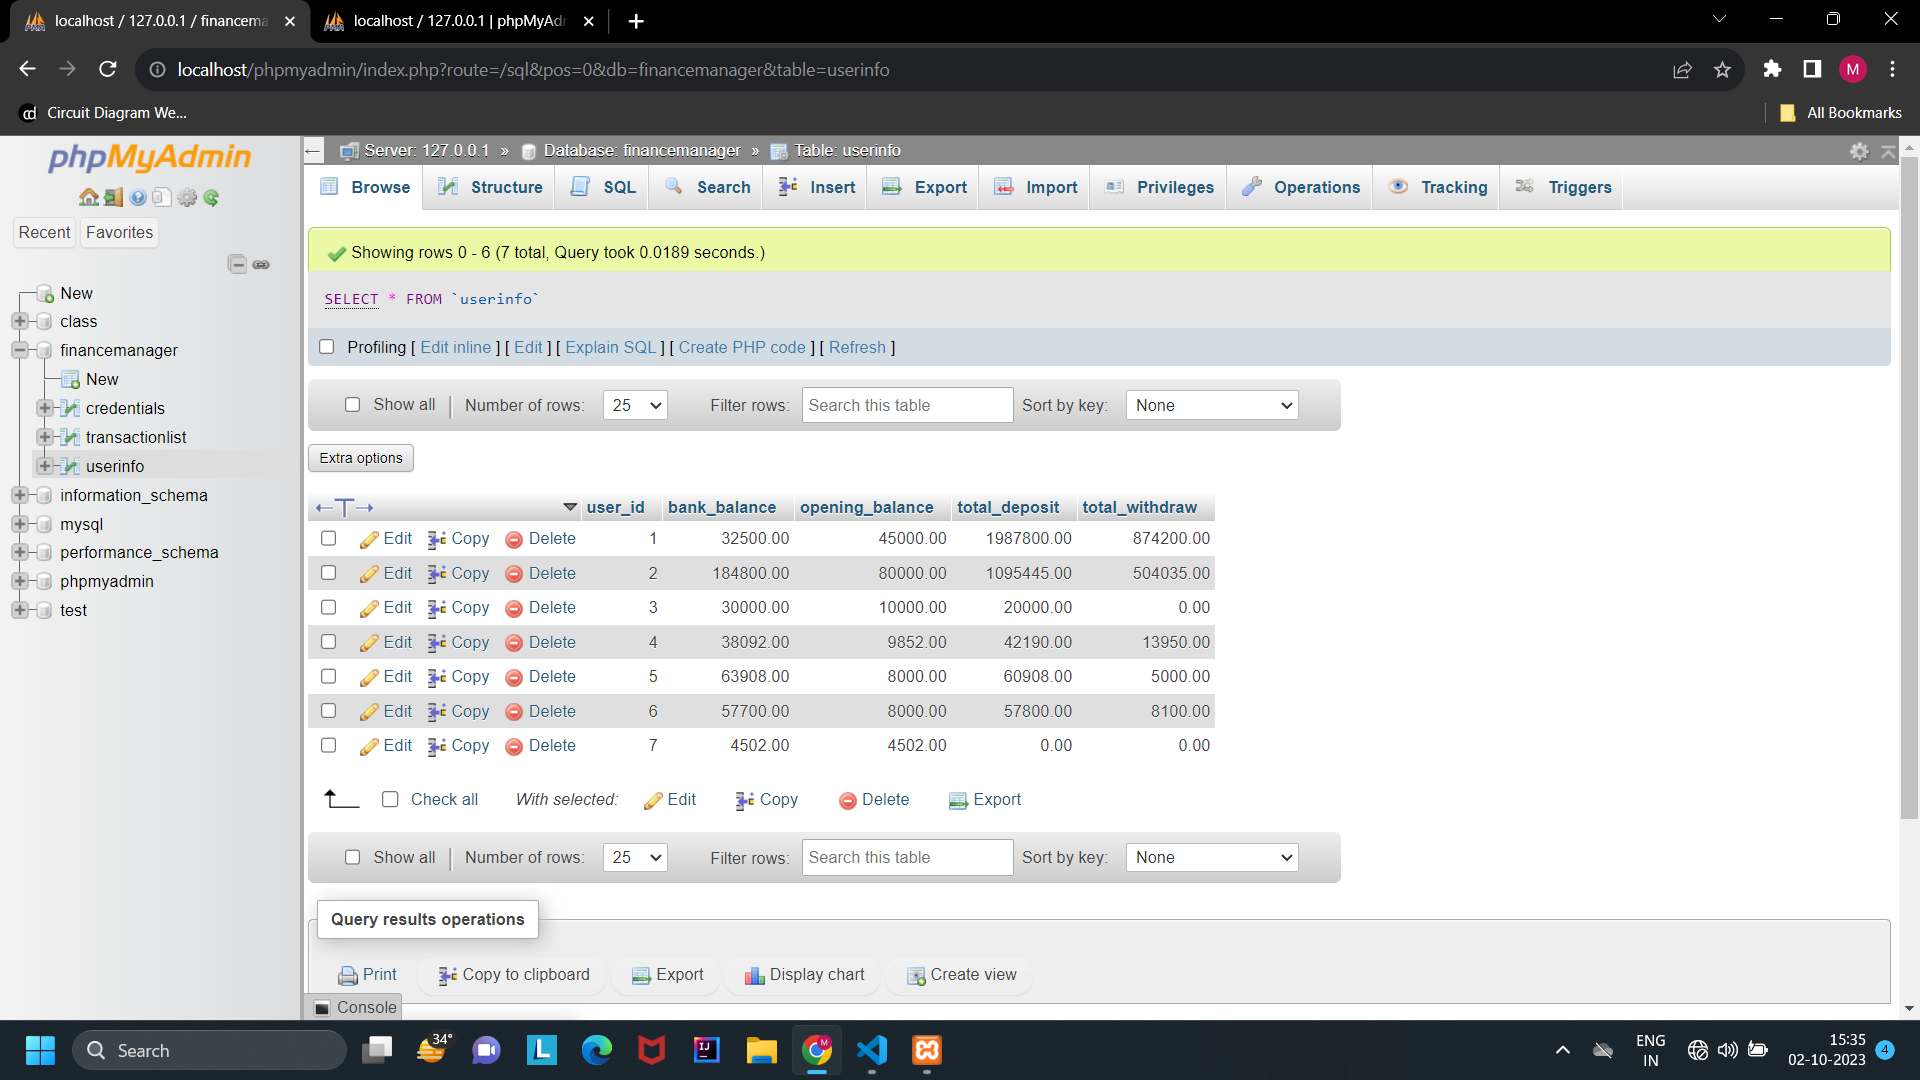 localhost / 127.0.0.1 / financema
localhost / 127.0.0.1 | phpMyAdr
localhost/phpmyadmin/index.php?route=/sql&pos=0&db=financemanager&table=userinfo
M
cd Circuit Diagram We...
All Bookmarks
phpMyAdmin
Recent Favorites
New
class
financemanager
New
credentials
transactionlist
userinfo
information_schema
mysql
performance_schema
phpmyadmin
test
Server: 127.0.0.1 » Database: financemanager » Table: userinfo
Browse Structure SQL Search Insert Export Import Privileges Operations Tracking Triggers
Showing rows 0 - 6 (7 total, Query took 0.0189 seconds.)
SELECT * FROM `userinfo`
Profiling [ Edit inline ] [ Edit ] [ Explain SQL ] [ Create PHP code ] [ Refresh ]
Show all | Number of rows: 25 Filter rows: Search this table Sort by key: None
Extra options
user_id bank_balance opening_balance total_deposit total_withdraw
Edit Copy Delete 1 32500.00 45000.00 1987800.00 874200.00
Edit Copy Delete 2 184800.00 80000.00 1095445.00 504035.00
Edit Copy Delete 3 30000.00 10000.00 20000.00 0.00
Edit Copy Delete 4 38092.00 9852.00 42190.00 13950.00
Edit Copy Delete 5 63908.00 8000.00 60908.00 5000.00
Edit Copy Delete 6 57700.00 8000.00 57800.00 8100.00
Edit Copy Delete 7 4502.00 4502.00 0.00 0.00
Check all With selected: Edit Copy Delete Export
Show all | Number of rows: 25 Filter rows: Search this table Sort by key: None
Query results operations
Print Copy to clipboard Export Display chart Create view
Console
Search
34°
L
IJ
M
ENG
IN
15:35
02-10-2023
4